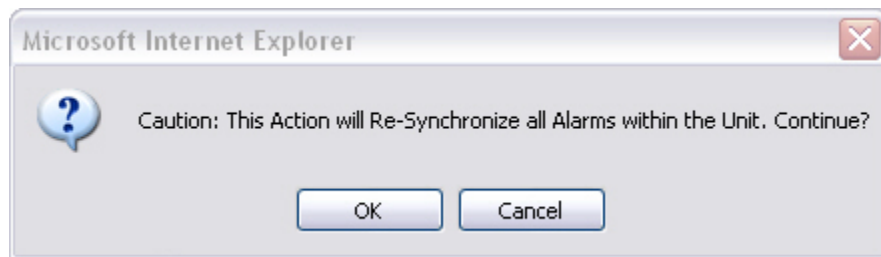 Microsoft Internet Explorer
Caution: This Action will Re-Synchronize all Alarms within the Unit. Continue?
OK
Cancel